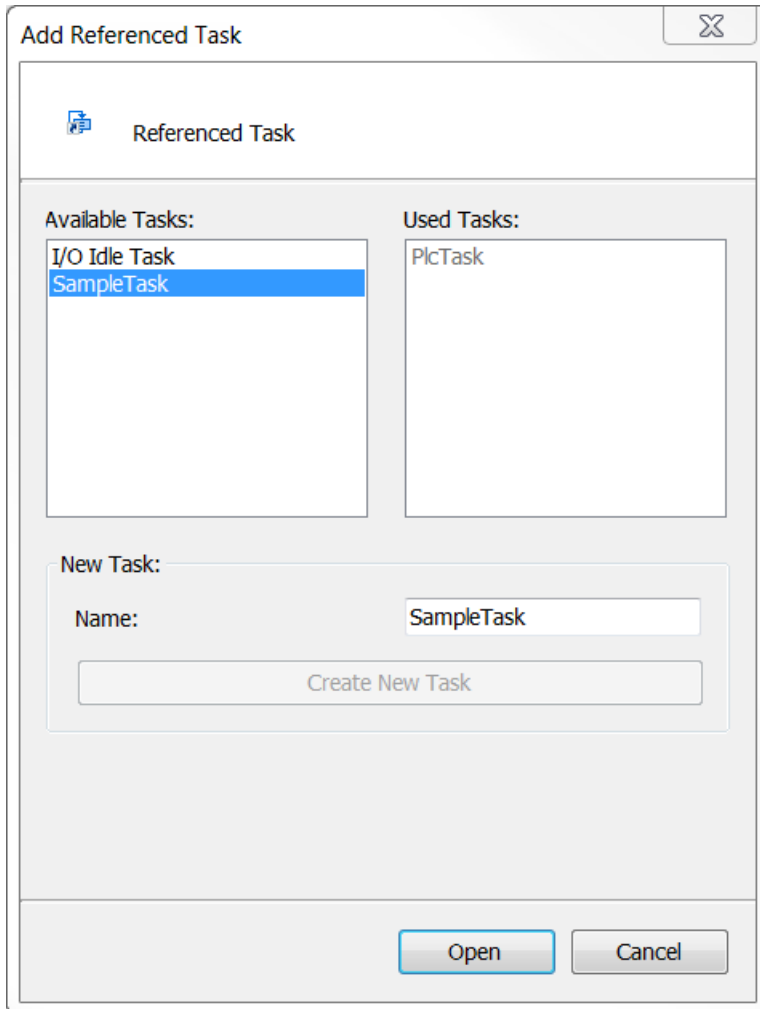 Add Referenced Task
Referenced Task
Available Tasks:
I/O Idle Task
SampleTask
Used Tasks:
PlcTask
New Task:
Name:
SampleTask
Create New Task
Open
Cancel